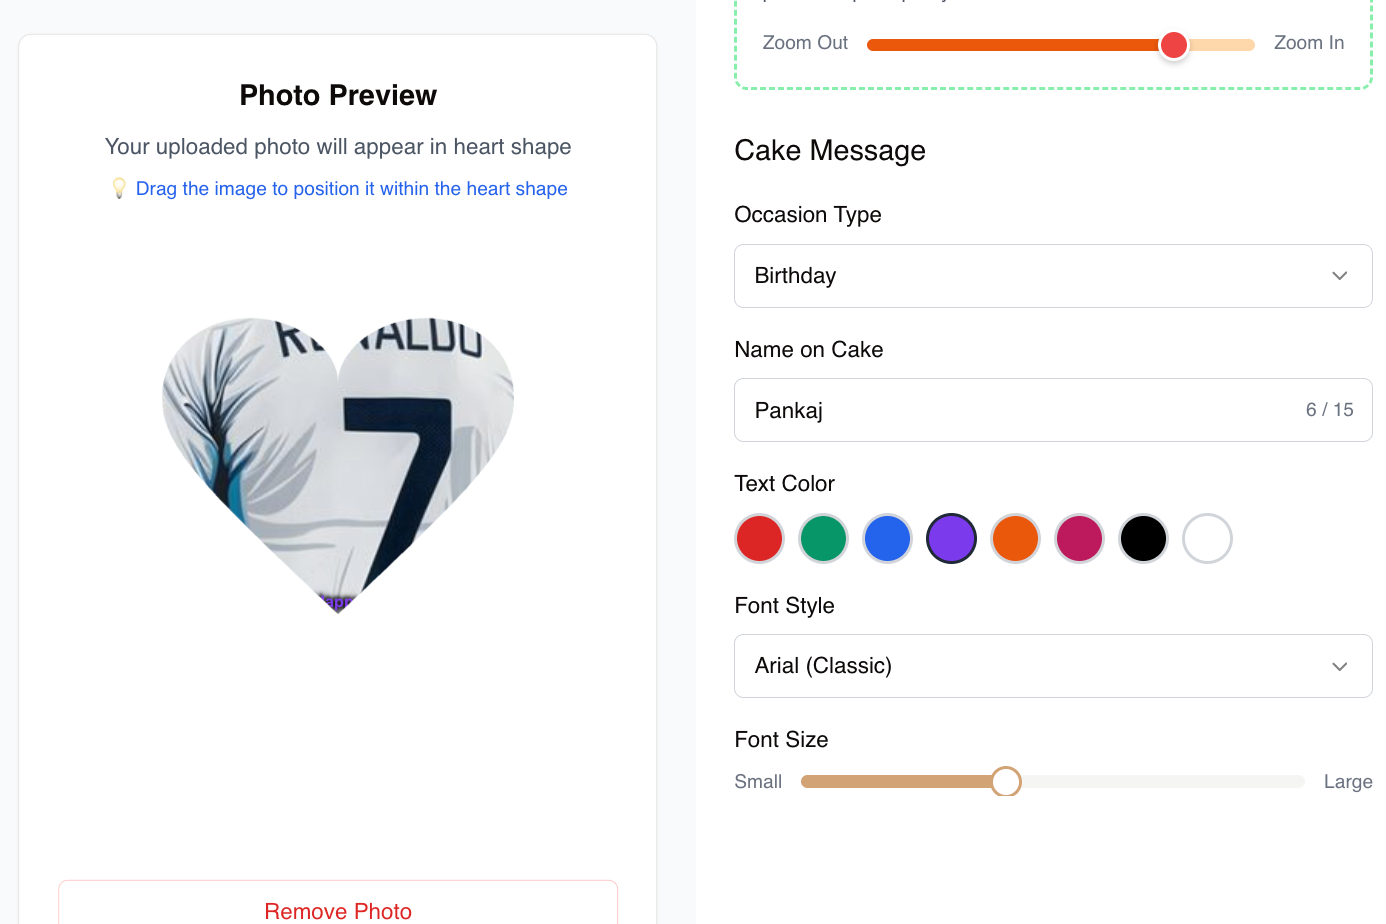 Photo Preview
Your uploaded photo will appear in heart shape
💡 Drag the image to position it within the heart shape
7
Remove Photo
Zoom Out
Zoom In
Cake Message
Occasion Type
Birthday
Name on Cake
Pankaj
6 / 15
Text Color
Font Style
Arial (Classic)
Font Size
Small
Large